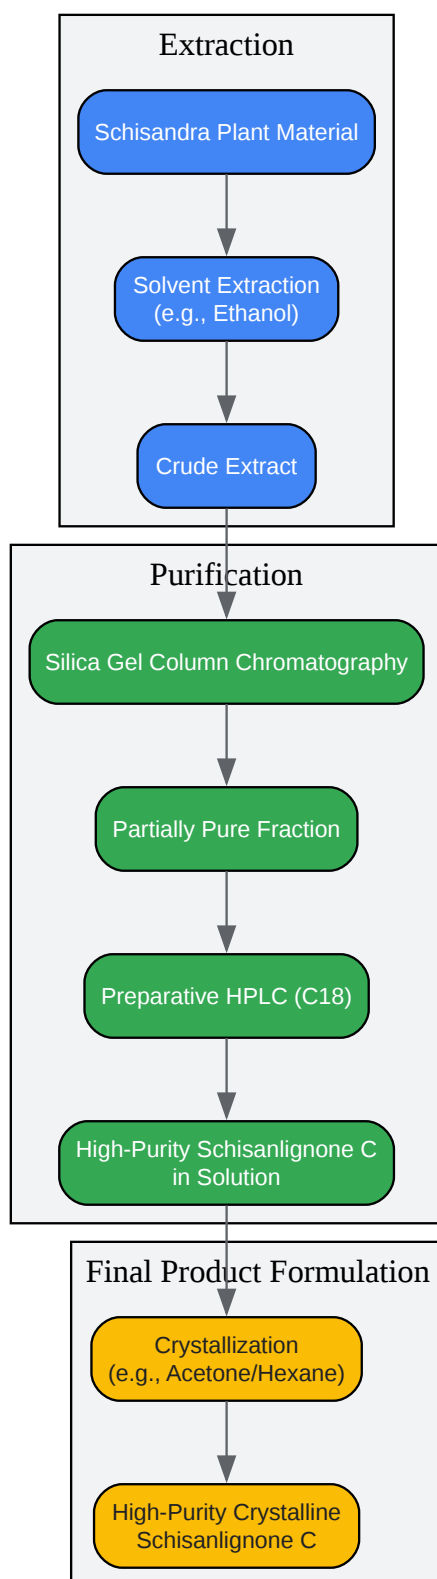 Extraction
Schisandra Plant Material
Solvent Extraction
(e.g., Ethanol)
Crude Extract
Purification
Silica Gel Column Chromatography
Partially Pure Fraction
Preparative HPLC (C18)
High-Purity Schisanlignone C
in Solution
Final Product Formulation
Crystallization
(e.g., Acetone/Hexane)
High-Purity Crystalline
Schisanlignone C